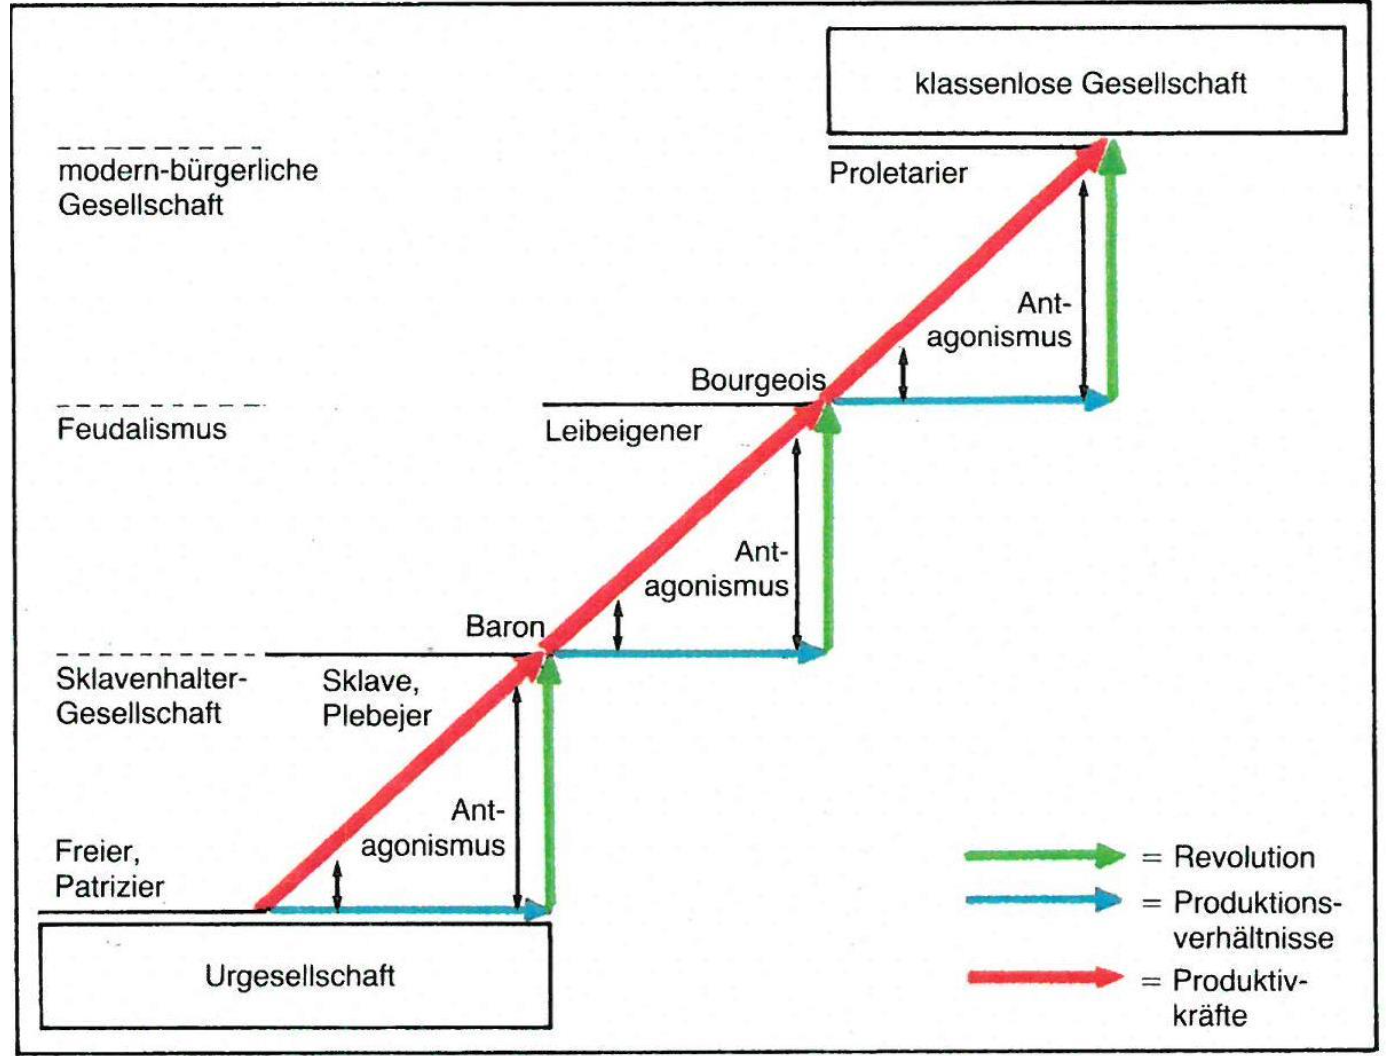 klassenlose Gesellschaft
modern-bürgerliche
Gesellschaft
Proletarier
Ant-
agonismus
Bourgeois
Feudalismus
Leibeigener
Ant-
agonismus
Baron
Sklavenhalter-
Gesellschaft
Sklave,
Plebejer
Ant-
agonismus
Freier,
Patrizier
Urgesellschaft
= Revolution
= Produktions-
verhältnisse
= Produktiv-
kräfte